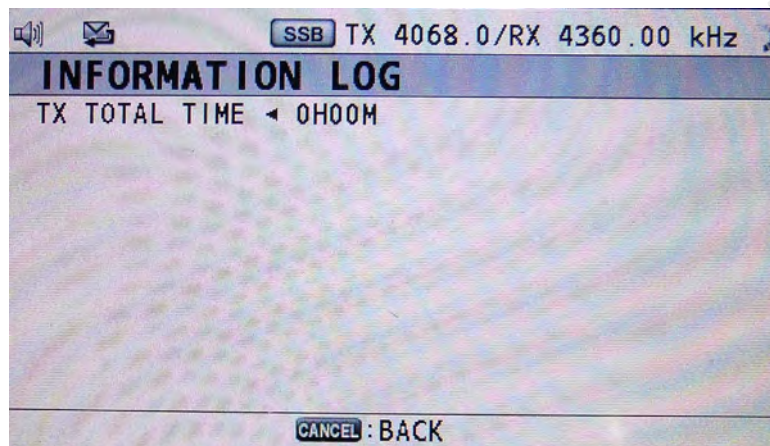 SSB TX 4068.0/RX 4360.00 kHz
INFORMATION LOG
TX TOTAL TIME ◄ 0H00M
CANCEL:BACK